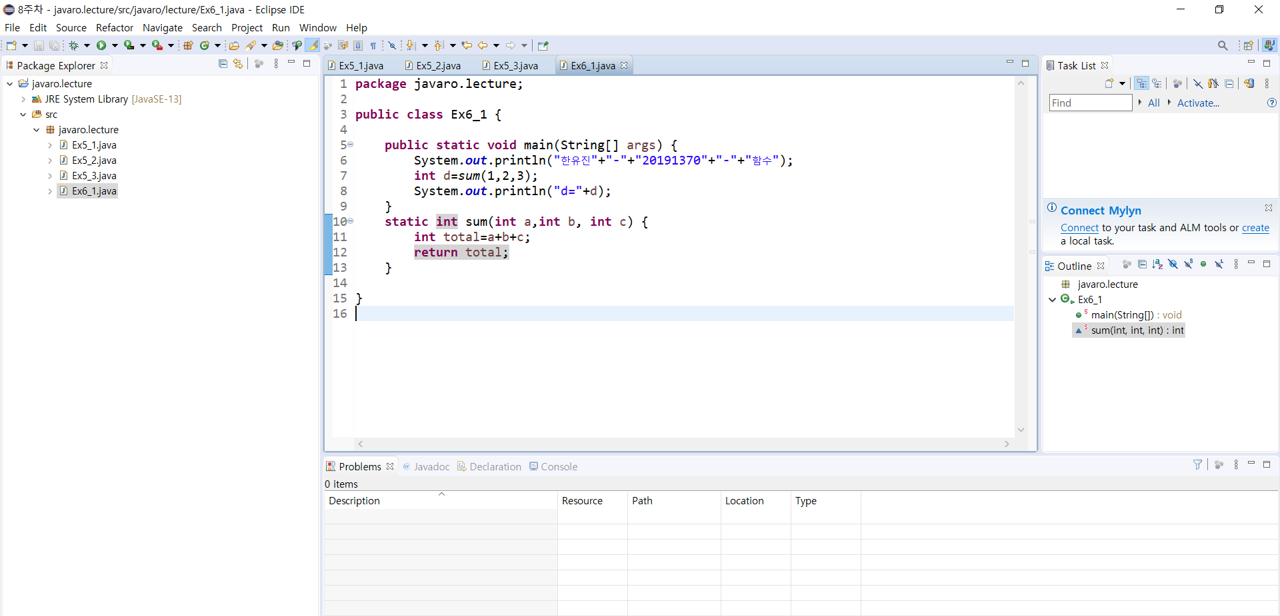 8주차 - javaro.lecture/src/javaro/lecture/Ex6_1.java - Eclipse IDE
File Edit Source Refactor Navigate Search Project Run Window Help
Package Explorer
javaro.lecture
JRE System Library [JavaSE-13]
src
javaro.lecture
Ex5_1.java
Ex5_2.java
Ex5_3.java
Ex6_1.java
Ex5_1.java Ex5_2.java Ex5_3.java Ex6_1.java
1 package javaro.lecture;
2
3 public class Ex6_1 {
4
5 public static void main(String[] args) {
6 System.out.println("한유진"+"-"+"20191370"+"-"+"함수");
7 int d=sum(1,2,3);
8 System.out.println("d="+d);
9 }
10 static int sum(int a,int b, int c) {
11 int total=a+b+c;
12 return total;
13 }
14
15 }
16
Task List
Find All Activate...
Connect Mylyn
Connect to your task and ALM tools or create
a local task.
Outline
javaro.lecture
Ex6_1
main(String[]) : void
sum(int, int, int) : int
Problems Javadoc Declaration Console
0 items
Description Resource Path Location Type